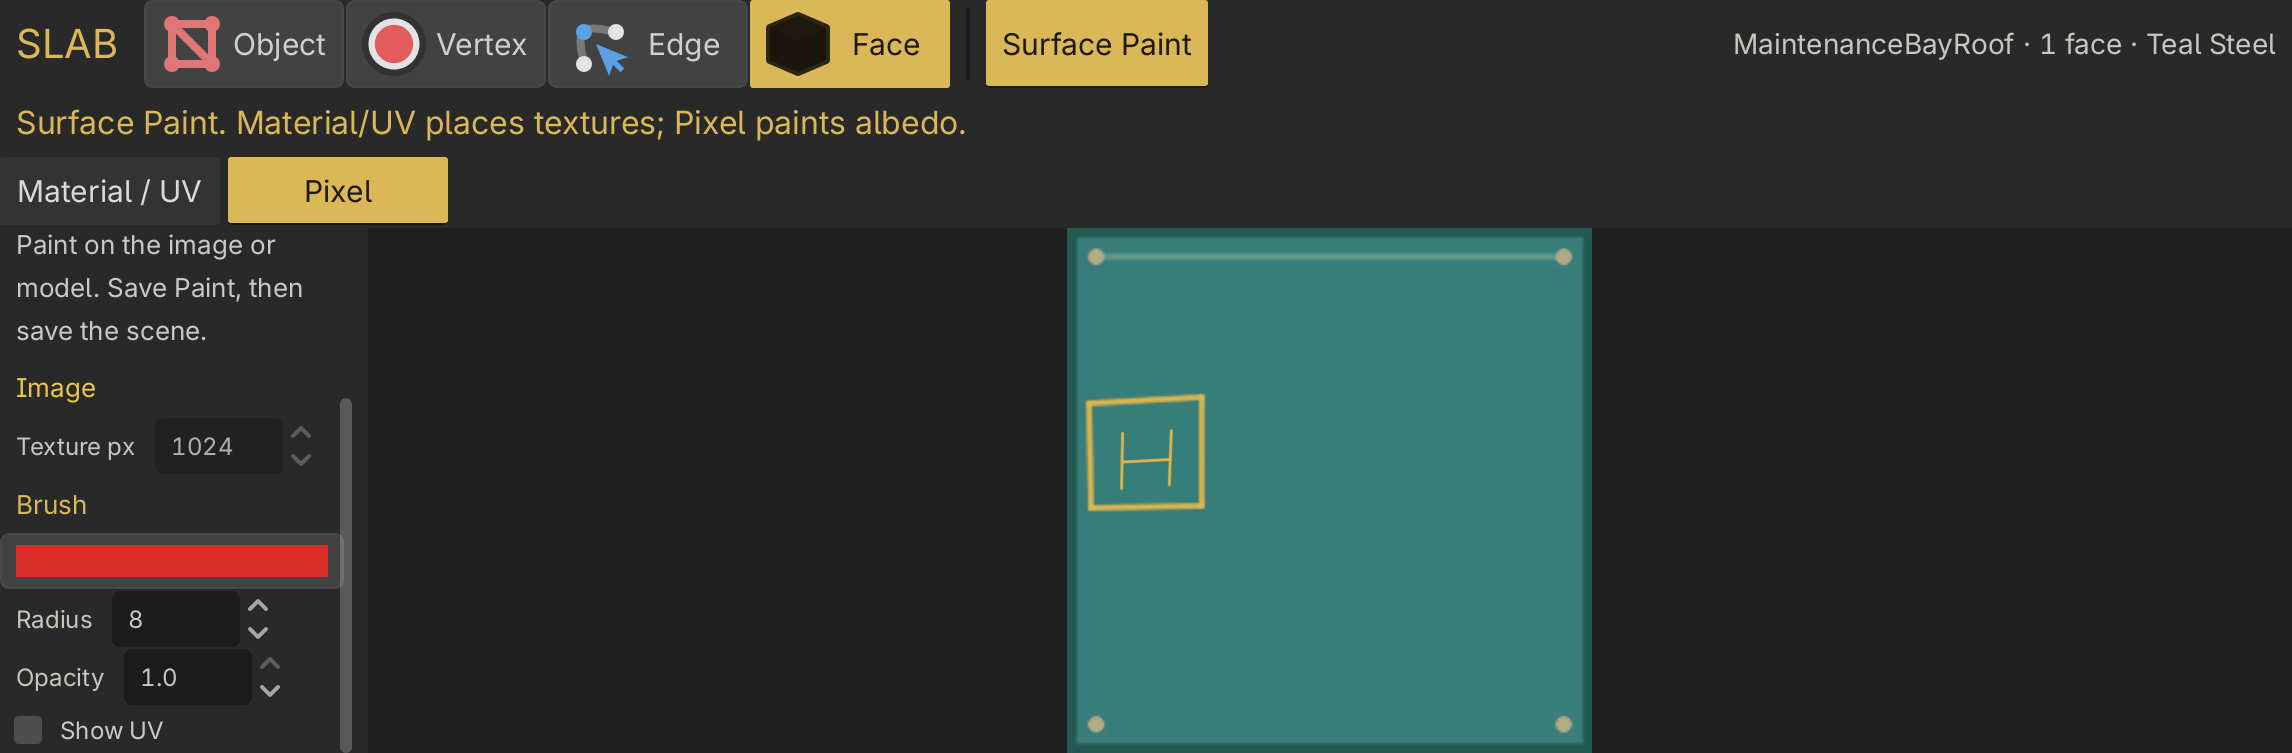 SLAB Object Vertex Edge Face Surface Paint MaintenanceBayRoof · 1 face · Teal Steel
Surface Paint. Material/UV places textures; Pixel paints albedo.
Material / UV Pixel
Paint on the image or
model. Save Paint, then
save the scene.
Image
Texture px 1024
Brush
Radius 8
Opacity 1.0
Show UV
H